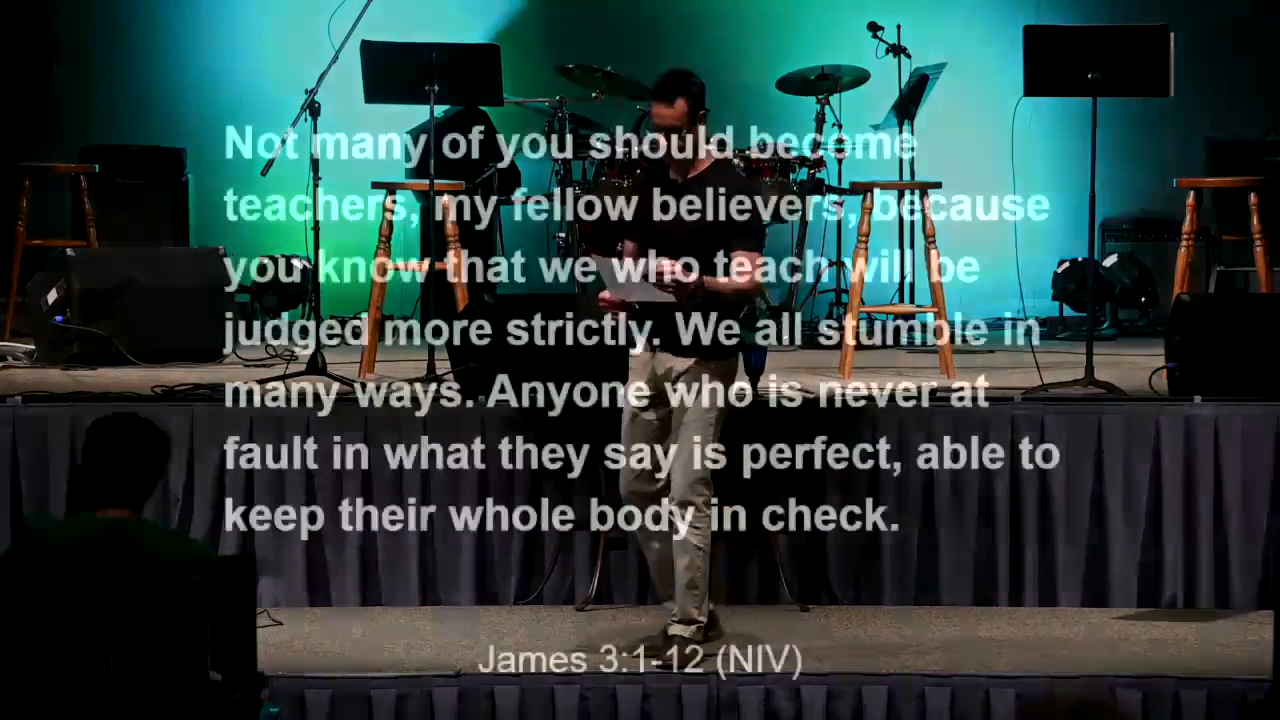 Not many of you should become
teachers, my fellow believers, because
you know that we who teach will be
judged more strictly. We all stumble in
many ways. Anyone who is never at
fault in what they say is perfect, able to
keep their whole body in check.
James 3:1-12 (NIV)